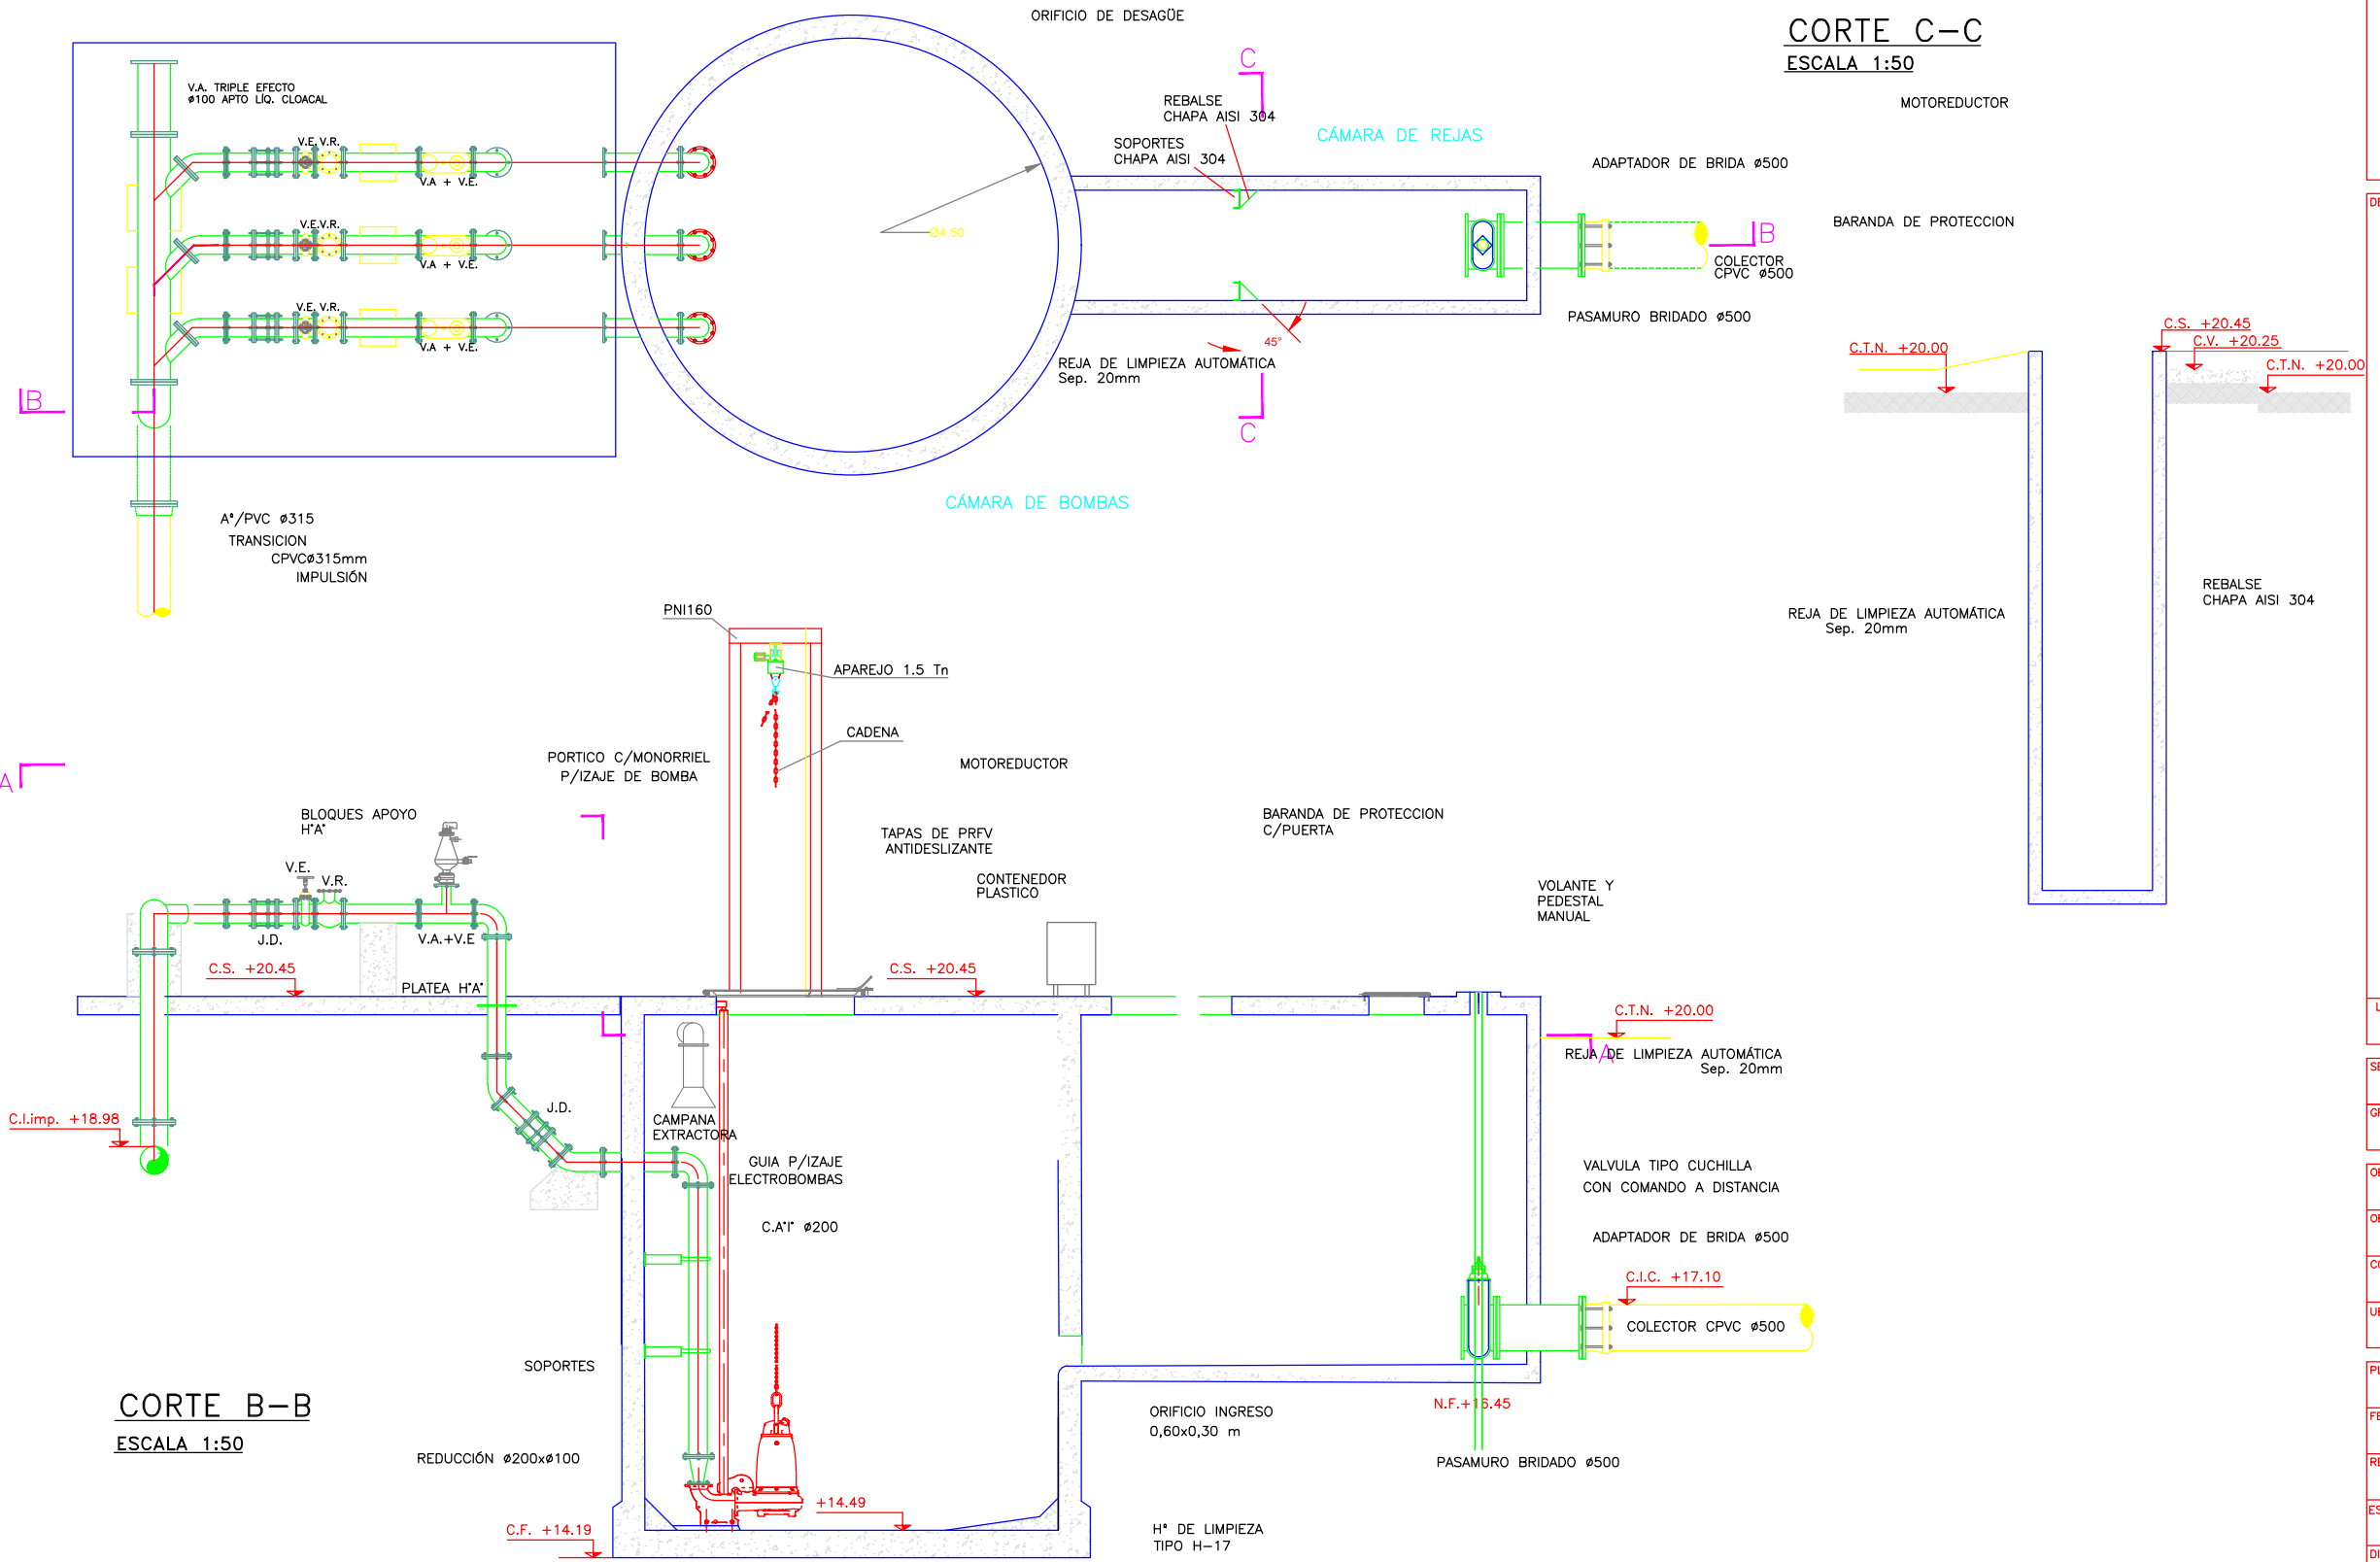 ORIFICIO DE DESAGÜE
CORTE C-C
ESCALA 1:50
MOTOREDUCTOR
V.A. TRIPLE EFECTO
ø100 APTO LÍQ. CLOACAL
C
REBALSE
CHAPA AISI 304
SOPORTES
CHAPA AISI 304
CÁMARA DE REJAS
ADAPTADOR DE BRIDA ø500
V.E. V.R.
V.A + V.E.
V.E. V.R.
V.A + V.E.
V.E. V.R.
V.A + V.E.
Ø4.50
BARANDA DE PROTECCION
B
COLECTOR
CPVC ø500
PASAMURO BRIDADO ø500
45°
REJA DE LIMPIEZA AUTOMÁTICA
Sep. 20mm
C
B
C.T.N. +20.00
C.S. +20.45
C.V. +20.25
C.T.N. +20.00
CÁMARA DE BOMBAS
A°/PVC ø315
TRANSICION
CPVCø315mm
IMPULSIÓN
REJA DE LIMPIEZA AUTOMÁTICA
Sep. 20mm
REBALSE
CHAPA AISI 304
PNI160
APAREJO 1.5 Tn
CADENA
PORTICO C/MONORRIEL
P/IZAJE DE BOMBA
MOTOREDUCTOR
A
BLOQUES APOYO
H°A°
V.E.
V.R.
J.D.
V.A.+V.E
TAPAS DE PRFV
ANTIDESLIZANTE
CONTENEDOR
PLASTICO
BARANDA DE PROTECCION
C/PUERTA
VOLANTE Y
PEDESTAL
MANUAL
C.S. +20.45
PLATEA H°A°
C.S. +20.45
C.T.N. +20.00
A
REJA DE LIMPIEZA AUTOMÁTICA
Sep. 20mm
C.I.imp. +18.98
J.D.
CAMPANA
EXTRACTORA
GUIA P/IZAJE
ELECTROBOMBAS
C.A°I° ø200
VALVULA TIPO CUCHILLA
CON COMANDO A DISTANCIA
ADAPTADOR DE BRIDA ø500
C.I.C. +17.10
COLECTOR CPVC ø500
SOPORTES
CORTE B-B
ESCALA 1:50
REDUCCIÓN ø200xø100
ORIFICIO INGRESO
0,60x0,30 m
N.F.+16.45
PASAMURO BRIDADO ø500
+14.49
C.F. +14.19
H° DE LIMPIEZA
TIPO H-17